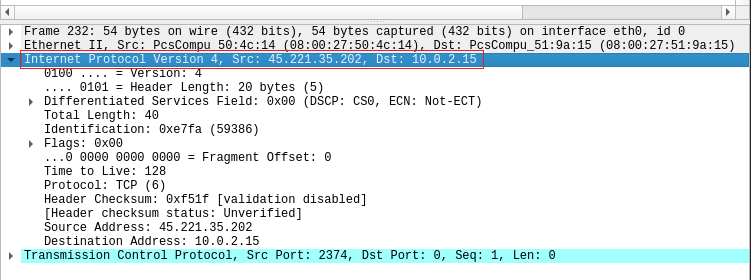 Frame 232: 54 bytes on wire (432 bits), 54 bytes captured (432 bits) on interface eth0, id 0
Ethernet II, Src: PcsCompu_50:4c:14 (08:00:27:50:4c:14), Dst: PcsCompu_51:9a:15 (08:00:27:51:9a:15)
Internet Protocol Version 4, Src: 45.221.35.202, Dst: 10.0.2.15
0100 .... = Version: 4
.... 0101 = Header Length: 20 bytes (5)
Differentiated Services Field: 0x00 (DSCP: CS0, ECN: Not-ECT)
Total Length: 40
Identification: 0xe7fa (59386)
Flags: 0x00
...0 0000 0000 0000 = Fragment Offset: 0
Time to Live: 128
Protocol: TCP (6)
Header Checksum: 0xf51f [validation disabled]
[Header checksum status: Unverified]
Source Address: 45.221.35.202
Destination Address: 10.0.2.15
Transmission Control Protocol, Src Port: 2374, Dst Port: 0, Seq: 1, Len: 0